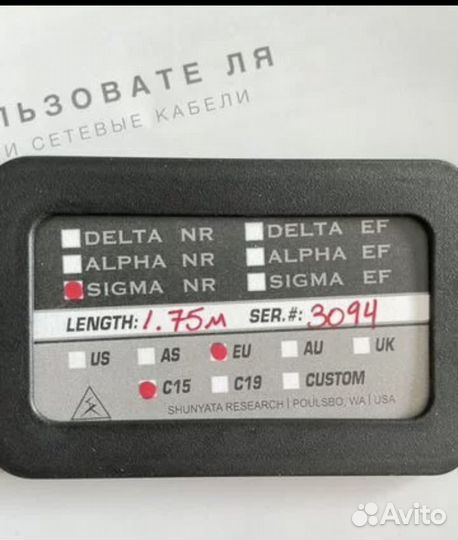 ЛЬЗОВАТЕ ЛЯ
И СЕТЕВЫЕ КАБЕЛИ
DELTA NR DELTA EF
ALPHA NR ALPHA EF
SIGMA NR SIGMA EF
LENGTH: 1.75M SER.#: 3094
US AS EU AU UK
C15 C19 CUSTOM
SHUNYATA RESEARCH | POULSBO, WA | USA
Avito